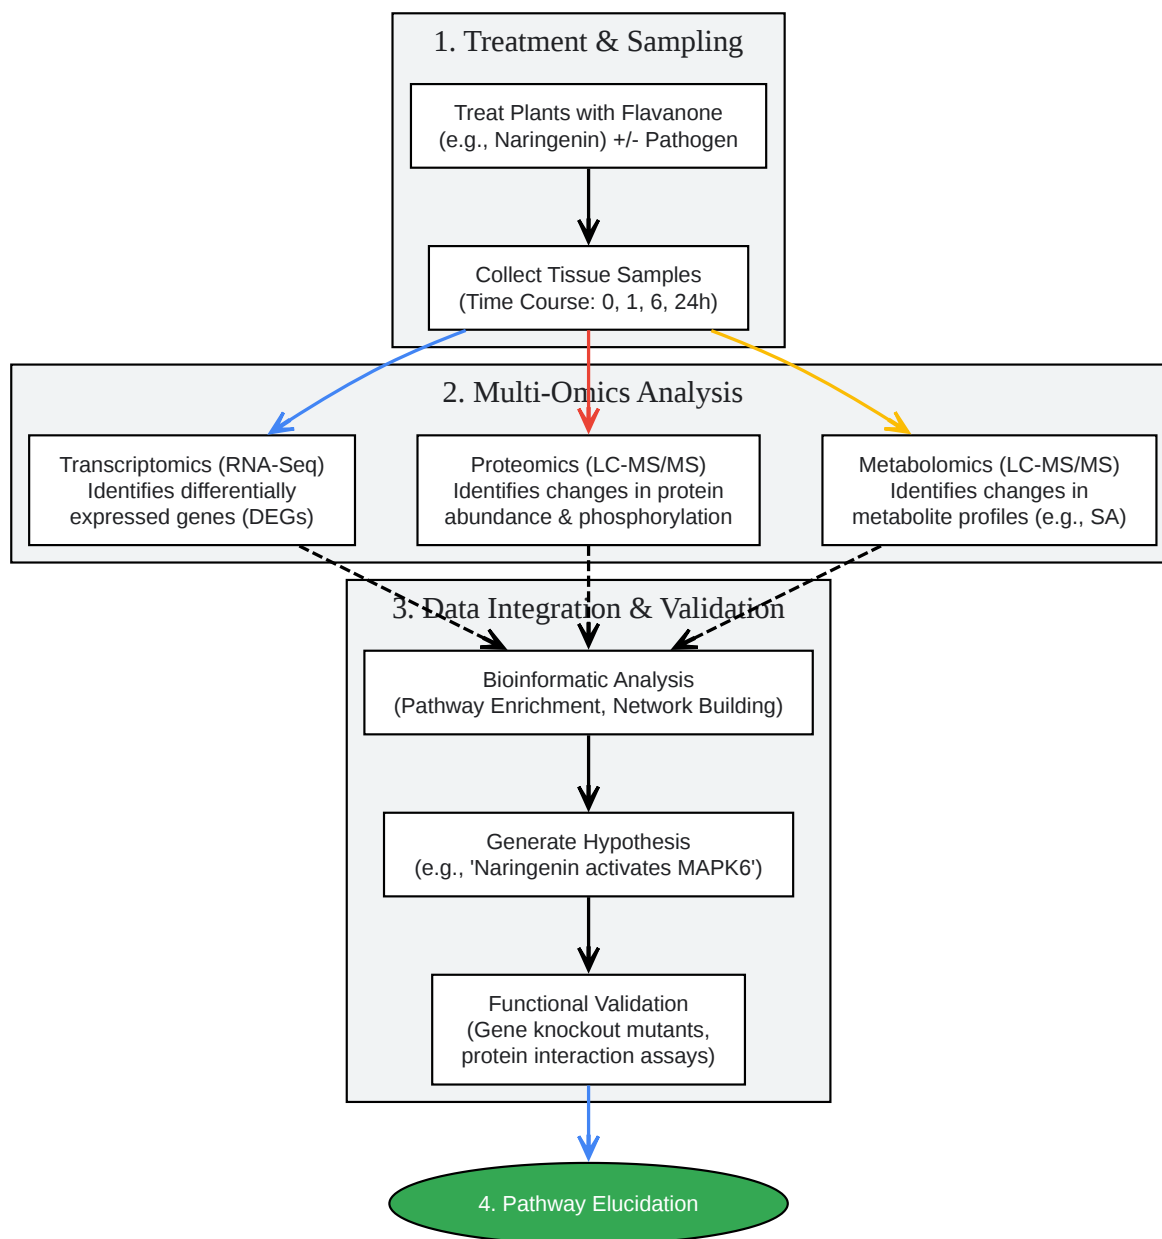 1. Treatment & Sampling
Treat Plants with Flavanone
(e.g., Naringenin) +/- Pathogen
Collect Tissue Samples
(Time Course: 0, 1, 6, 24h)
2. Multi-Omics Analysis
Transcriptomics (RNA-Seq)
Identifies differentially
expressed genes (DEGs)
Proteomics (LC-MS/MS)
Identifies changes in protein
abundance & phosphorylation
Metabolomics (LC-MS/MS)
Identifies changes in
metabolite profiles (e.g., SA)
3. Data Integration & Validation
Bioinformatic Analysis
(Pathway Enrichment, Network Building)
Generate Hypothesis
(e.g., 'Naringenin activates MAPK6')
Functional Validation
(Gene knockout mutants,
protein interaction assays)
4. Pathway Elucidation